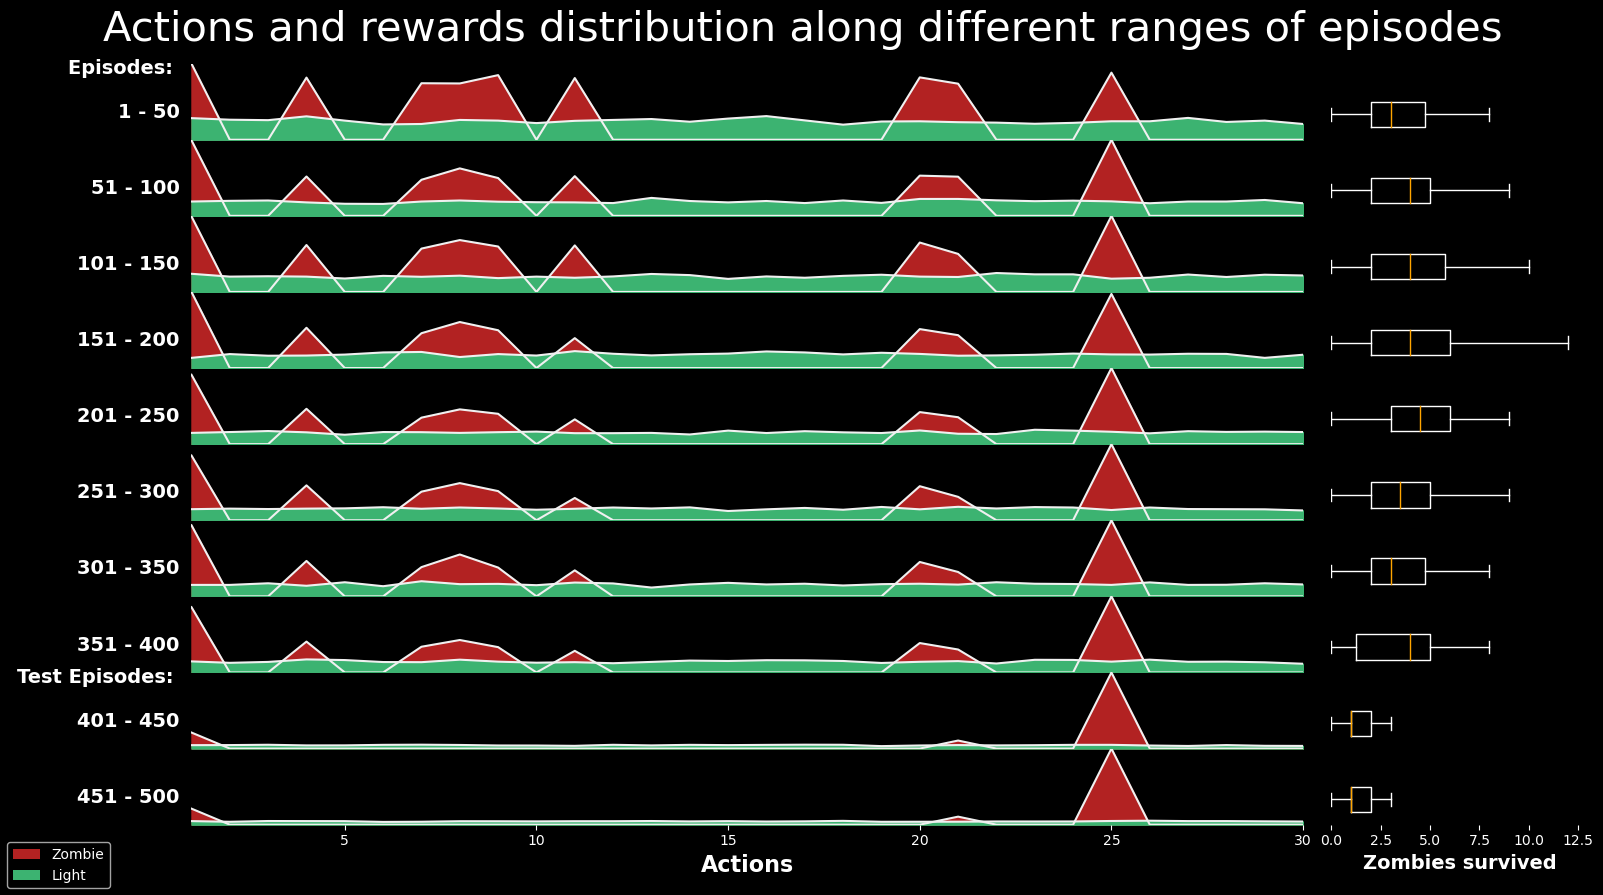 Actions and rewards distribution along different ranges of episodes
Episodes:
1 - 50
51 - 100
101 - 150
151 - 200
201 - 250
251 - 300
301 - 350
351 - 400
Test Episodes:
401 - 450
451 - 500
5 10 15 20 25 30
0.0 2.5 5.0 7.5 10.0 12.5
Actions
Zombies survived
Zombie
Light